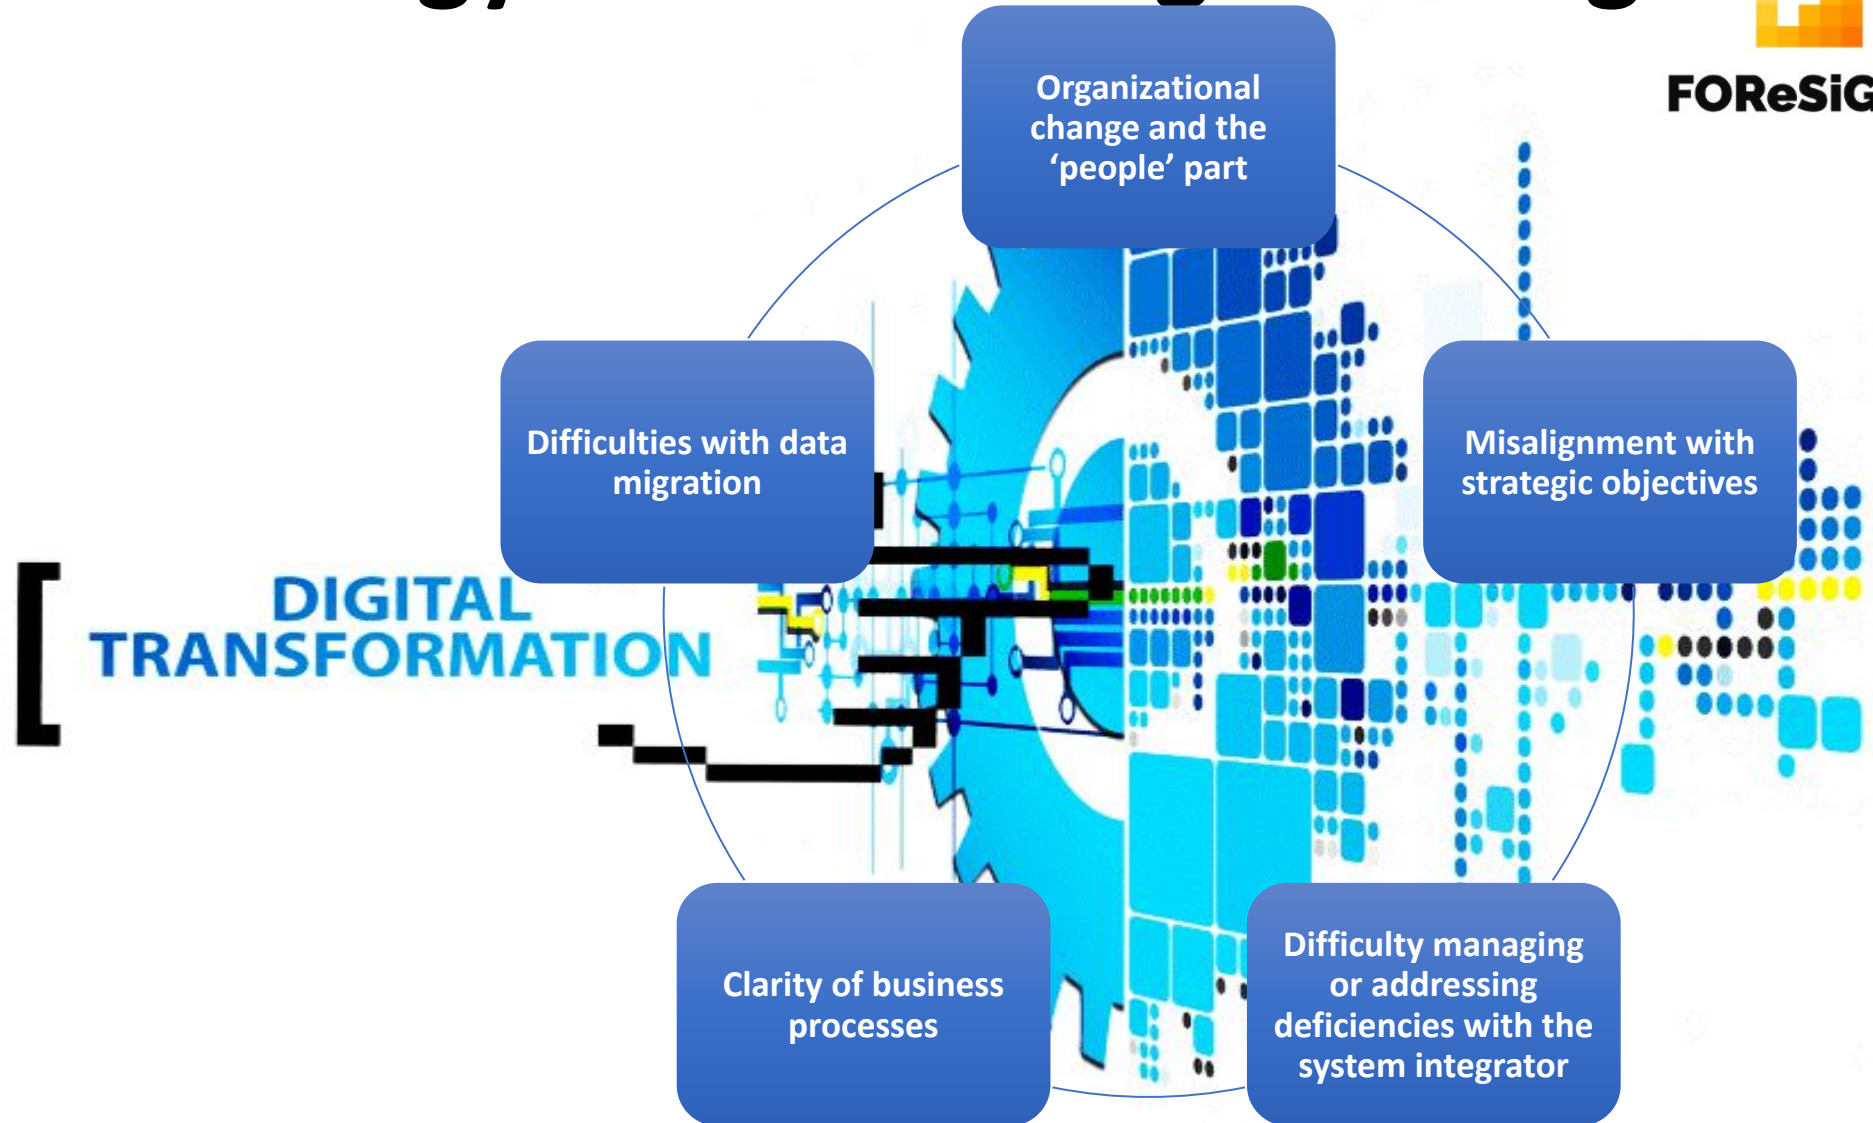 FOReSiG
Organizational
change and the
‘people’ part
Misalignment with
strategic objectives
Difficulty managing
or addressing
deficiencies with the
system integrator
Clarity of business
processes
Difficulties with data
migration
DIGITAL
TRANSFORMATION